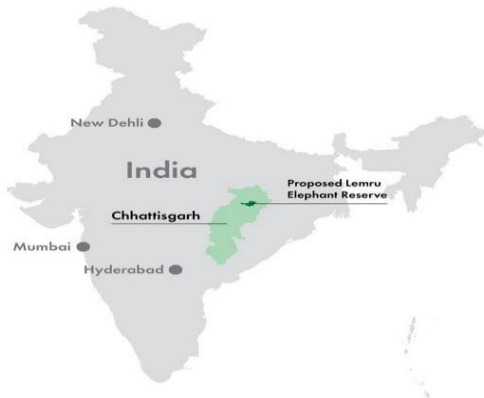 New Dehli
India
Proposed Lemru
Elephant Reserve
Chhattisgarh
Mumbai
Hyderabad